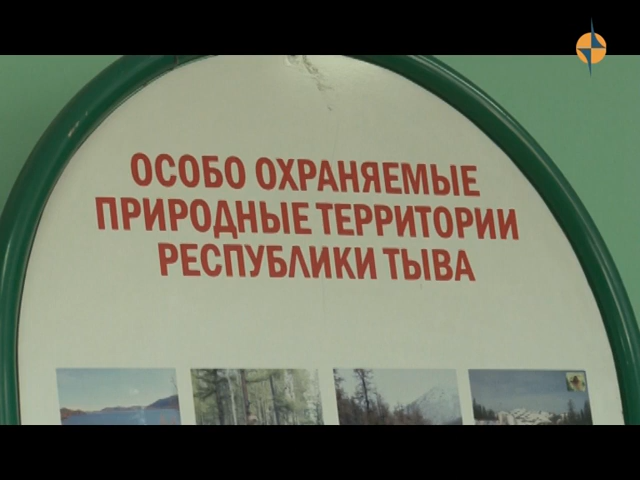 ОСОБО ОХРАНЯЕМЫЕ
ПРИРОДНЫЕ ТЕРРИТОРИИ
РЕСПУБЛИКИ ТЫВА